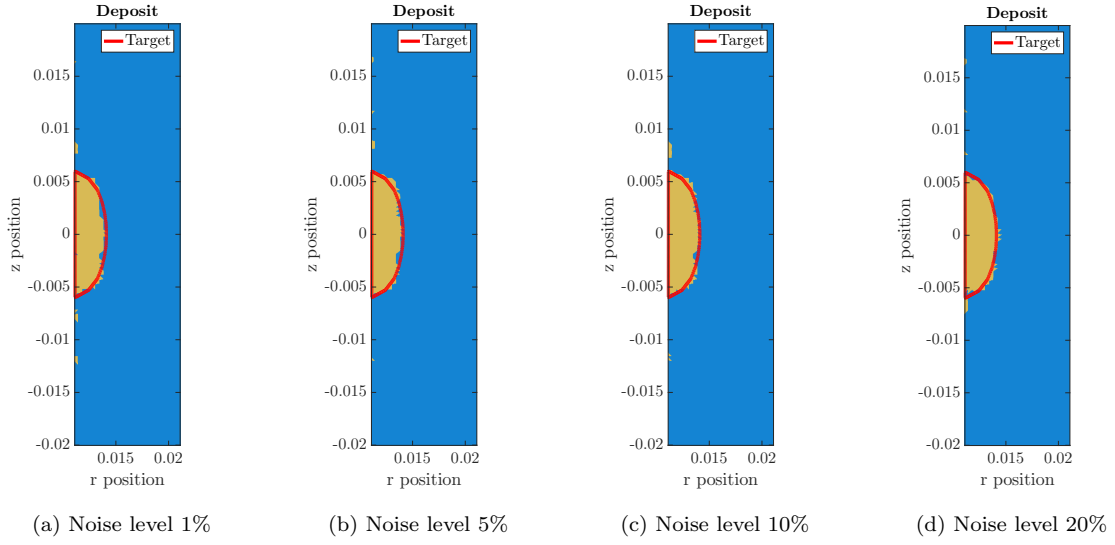 Deposit
Target
0.015
0.01
0.005
0
-0.005
-0.01
-0.015
-0.02
z position
0.015 0.02
r position
(a) Noise level 1%
Deposit
Target
0.015
0.01
0.005
0
-0.005
-0.01
-0.015
-0.02
z position
0.015 0.02
r position
(b) Noise level 5%
Deposit
Target
0.015
0.01
0.005
0
-0.005
-0.01
-0.015
-0.02
z position
0.015 0.02
r position
(c) Noise level 10%
Deposit
Target
0.015
0.01
0.005
0
-0.005
-0.01
-0.015
-0.02
z position
0.015 0.02
r position
(d) Noise level 20%